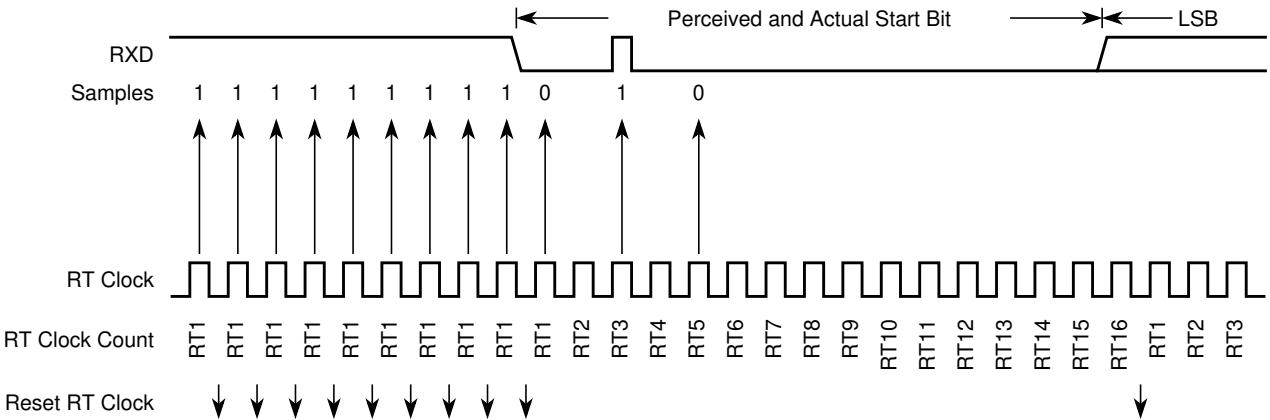 Perceived and Actual Start Bit LSB
RXD
Samples 1 1 1 1 1 1 1 1 1 0 1 0
RT Clock
RT Clock Count RT1 RT1 RT1 RT1 RT1 RT1 RT1 RT1 RT1 RT1 RT2 RT3 RT4 RT5 RT6 RT7 RT8 RT9 RT10 RT11 RT12 RT13 RT14 RT15 RT16 RT1 RT2 RT3
Reset RT Clock